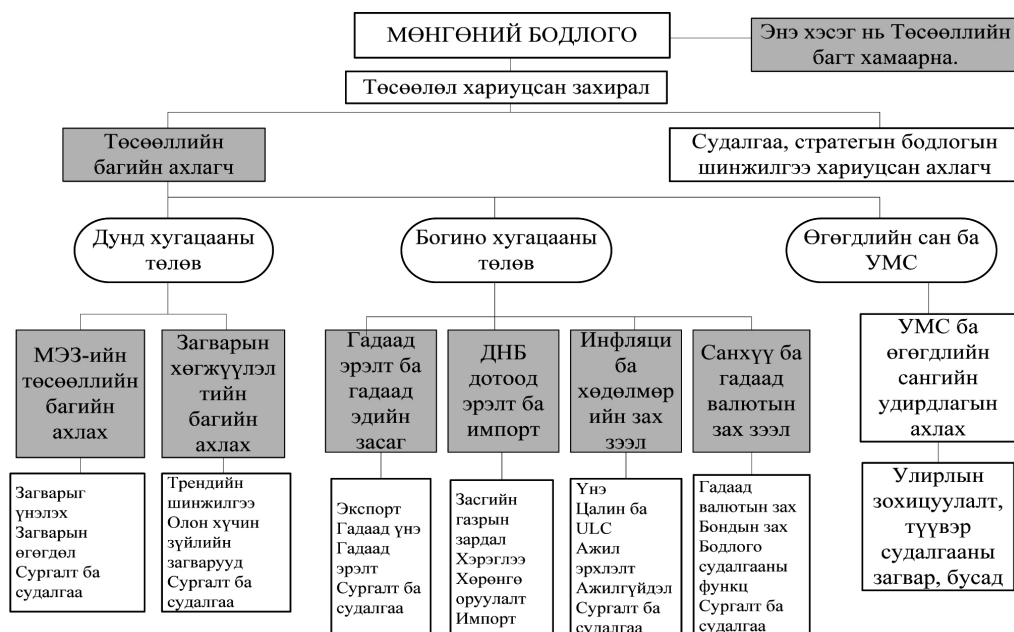 МӨНГӨНИЙ БОДЛОГО
Энэ хэсэг нь Төсөөллийн
багт хамаарна.
Төсөөлөл хариуцсан захирал
Төсөөллийн
багийн ахлагч
Судалгаа, стратегын бодлогын
шинжилгээ хариуцсан ахлагч
Дунд хугацааны
төлөв
Богино хугацааны
төлөв
Өгөгдлийн сан ба
УМС
МЭЗ-ийн
төсөөллийн
багийн
ахлах
Загварын
хөгжүүлэл
тийн
багийн
ахлах
Гадаад
эрэлт ба
гадаад
эдийн
засаг
ДНБ
дотоод
эрэлт ба
импорт
Инфляци
ба
хөдөлмөр
ийн зах
зээл
Санхүү ба
гадаад
валютын
зах зээл
УМС ба
өгөгдлийн
сангийн
удирдлагын
ахлах
Загварыг
үнэлэх
Загварын
өгөгдөл
Сургалт ба
судалгаа
Трендийн
шинжилгээ
Олон хүчин
зүйлийн
загварууд
Сургалт ба
судалгаа
Экспорт
Гадаад үнэ
Гадаад
эрэлт
Сургалт ба
судалгаа
Засгийн
газрын
зардал
Хэрэглээ
Хөрөнгө
оруулалт
Импорт
Үнэ
Цалин ба
ULC
Ажил
эрхлэлт
Ажилгүйдэл
Сургалт ба
судалгаа
Гадаад
валютын зах
Бондын зах
Бодлого
судалгааны
функц
Сургалт ба
судалгаа
Улирлын
зохицуулалт,
түүвэр
судалгааны
загвар, бусад